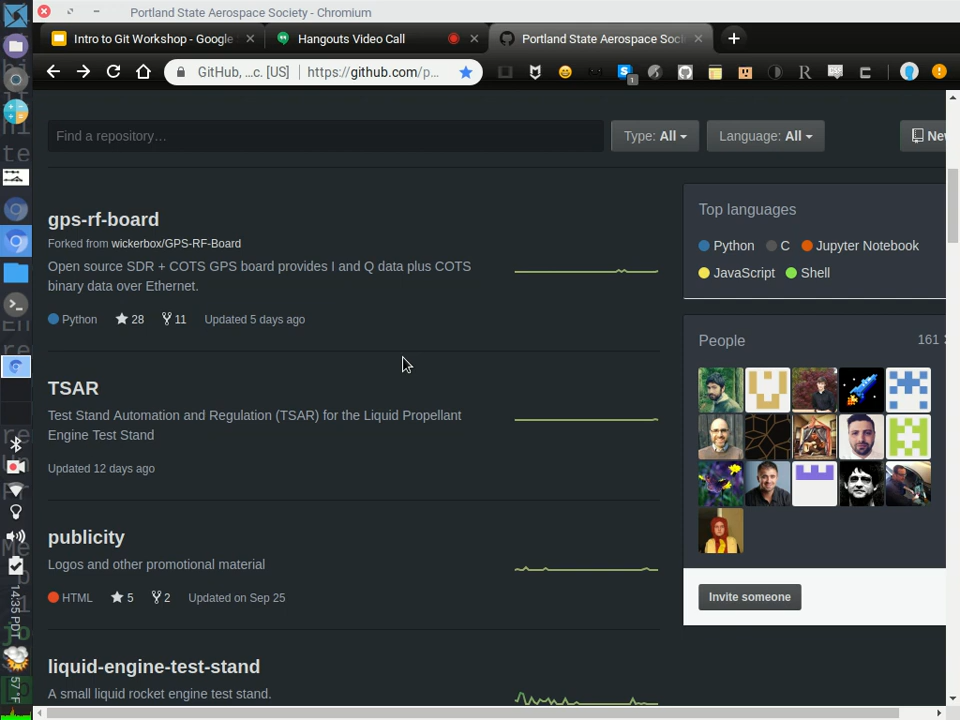 Portland State Aerospace Society - Chromium
Intro to Git Workshop - Google
Hangouts Video Call
Portland State Aerospace Soci
GitHub, ...c. [US]
https://github.com/p...
1
Find a repository…
Type: All
Language: All
New
gps-rf-board
Forked from wickerbox/GPS-RF-Board
Open source SDR + COTS GPS board provides I and Q data plus COTS
binary data over Ethernet.
Python 28 11 Updated 5 days ago
TSAR
Test Stand Automation and Regulation (TSAR) for the Liquid Propellant
Engine Test Stand
Updated 12 days ago
publicity
Logos and other promotional material
HTML 5 2 Updated on Sep 25
liquid-engine-test-stand
A small liquid rocket engine test stand.
Top languages
Python C Jupyter Notebook
JavaScript Shell
People 161
Invite someone
14:35 PDT
57 °F